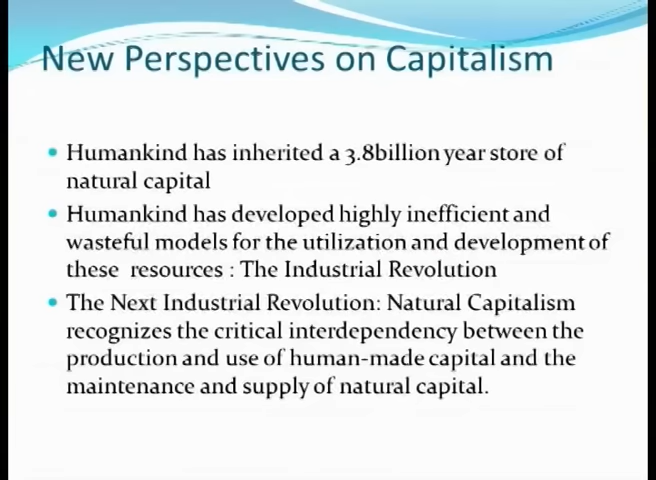 New Perspectives on Capitalism
• Humankind has inherited a 3.8billion year store of
natural capital
• Humankind has developed highly inefficient and
wasteful models for the utilization and development of
these resources : The Industrial Revolution
• The Next Industrial Revolution: Natural Capitalism
recognizes the critical interdependency between the
production and use of human-made capital and the
maintenance and supply of natural capital.